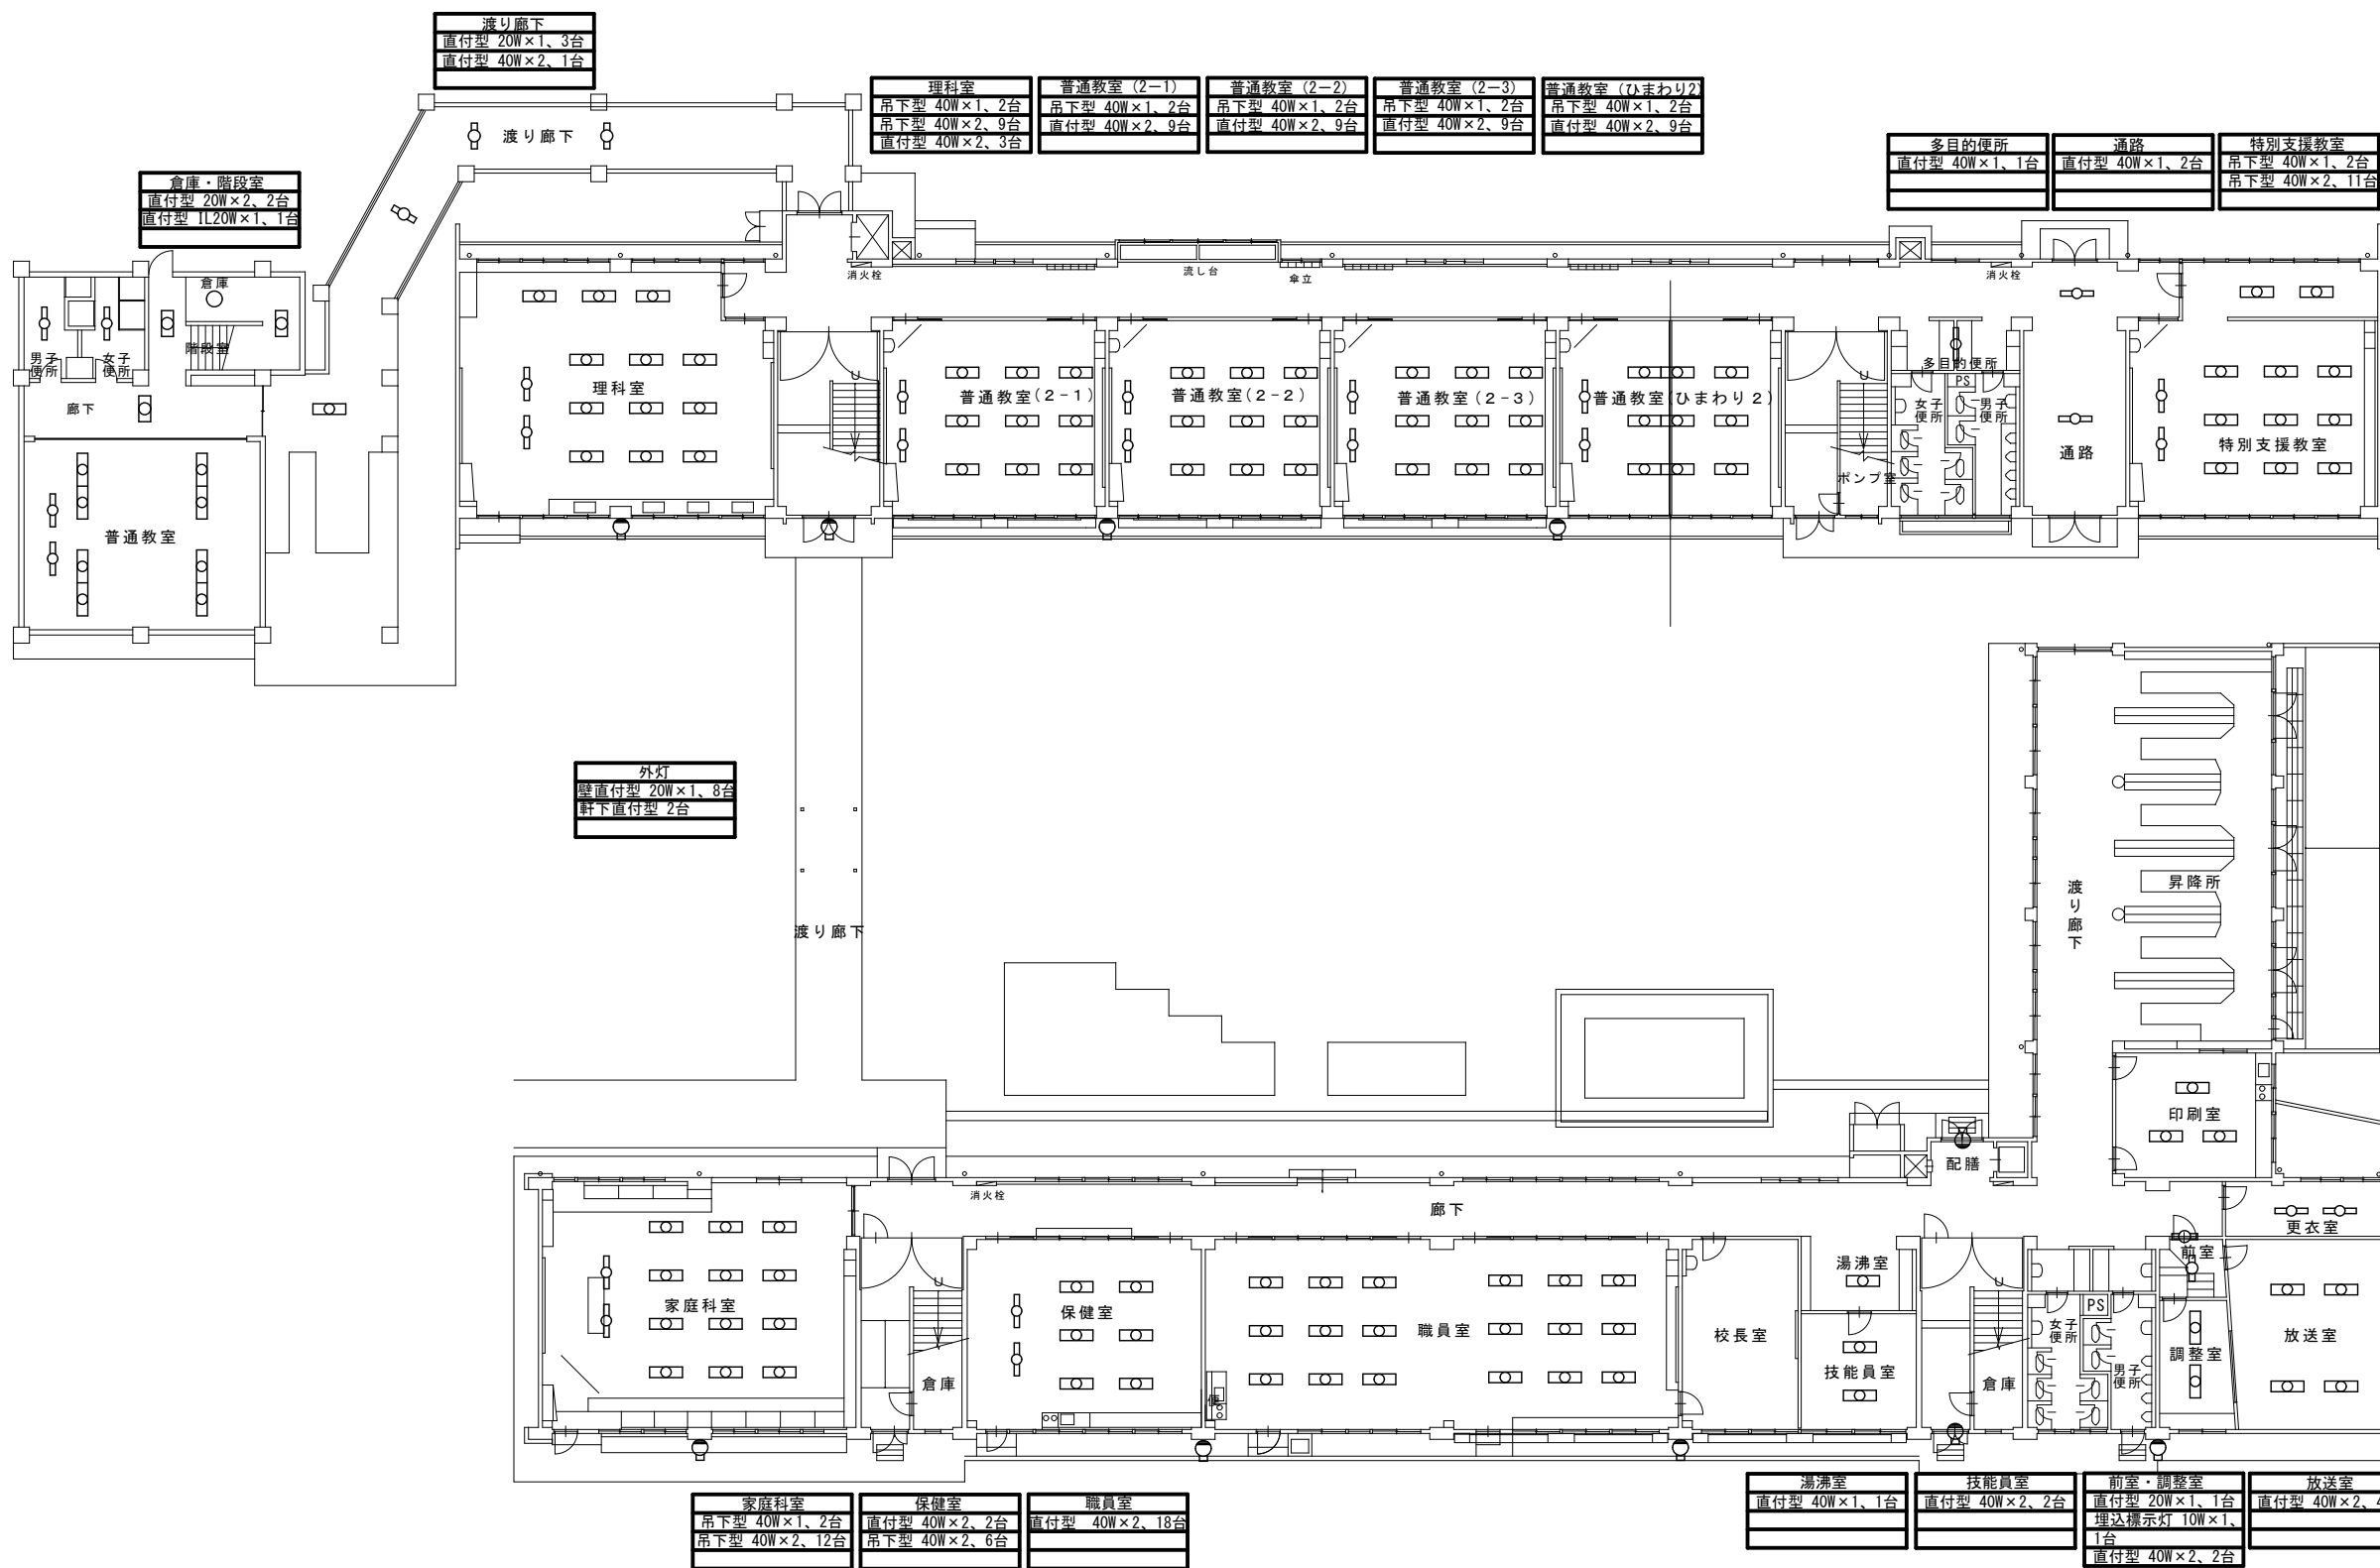 渡り廊下
直付型 20W×1、3台
直付型 40W×2、1台
理科室
吊下型 40W×1、2台
吊下型 40W×2、9台
直付型 40W×2、3台
普通教室 (2−1)
吊下型 40W×1、2台
直付型 40W×2、9台
普通教室 (2−2)
吊下型 40W×1、2台
直付型 40W×2、9台
普通教室 (2−3)
吊下型 40W×1、2台
直付型 40W×2、9台
普通教室 (ひまわり2)
吊下型 40W×1、2台
直付型 40W×2、9台
多目的便所
直付型 40W×1、1台
通路
直付型 40W×1、2台
特別支援教室
吊下型 40W×1、2台
吊下型 40W×2、11台
倉庫・階段室
直付型 20W×2、2台
直付型 IL20W×1、1台
渡り廊下
倉庫
階段室
男子
便所
女子
便所
廊下
普通教室
消火栓
流し台
傘立
消火栓
理科室
U
普通教室(2-1)
普通教室(2-2)
普通教室(2-3)
普通教室(ひまわり2)
U
ポンプ室
多目的便所
PS
女子
便所
男子
便所
通路
特別支援教室
外灯
壁直付型 20W×1、8台
軒下直付型 2台
渡り廊下
渡り廊下
昇降所
印刷室
配膳
消火栓
廊下
更衣室
前室
家庭科室
U
倉庫
保健室
便
職員室
校長室
湯沸室
技能員室
U
倉庫
PS
女子
便所
男子
便所
調整室
放送室
家庭科室
吊下型 40W×1、2台
吊下型 40W×2、12台
保健室
直付型 40W×2、2台
吊下型 40W×2、6台
職員室
直付型 40W×2、18台
湯沸室
直付型 40W×1、1台
技能員室
直付型 40W×2、2台
前室・調整室
直付型 20W×1、1台
埋込標示灯 10W×1、
1台
直付型 40W×2、2台
放送室
直付型 40W×2、4